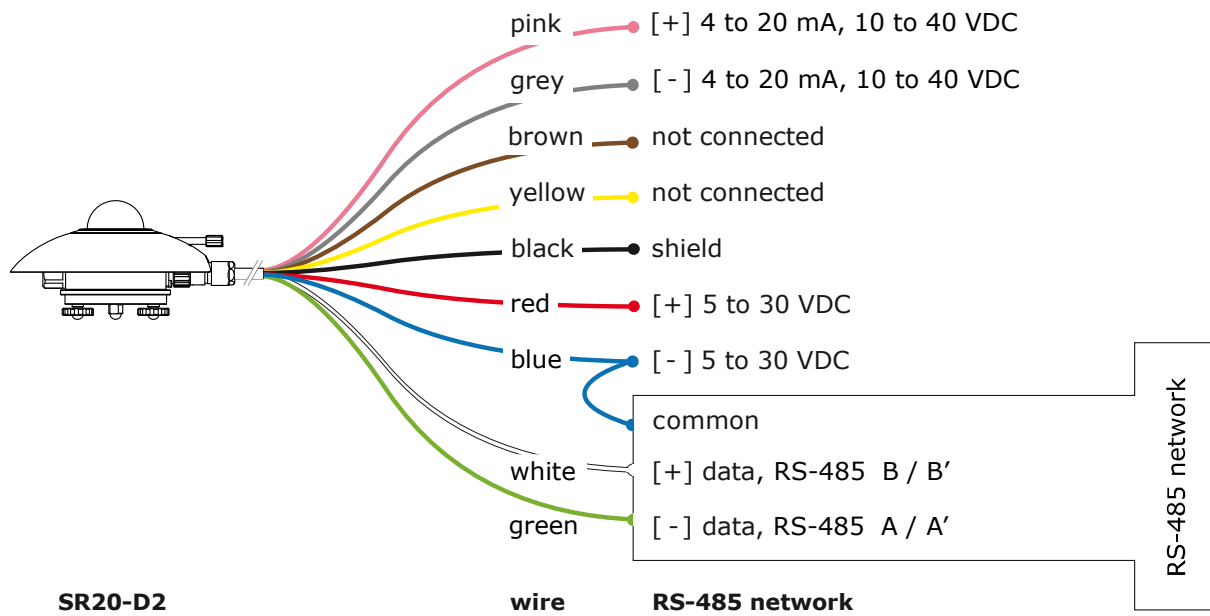 pink [+] 4 to 20 mA, 10 to 40 VDC
grey [-] 4 to 20 mA, 10 to 40 VDC
brown not connected
yellow not connected
black shield
red [+] 5 to 30 VDC
blue [-] 5 to 30 VDC
common
white [+] data, RS-485 B / B’
green [-] data, RS-485 A / A’
RS-485 network
SR20-D2 wire RS-485 network